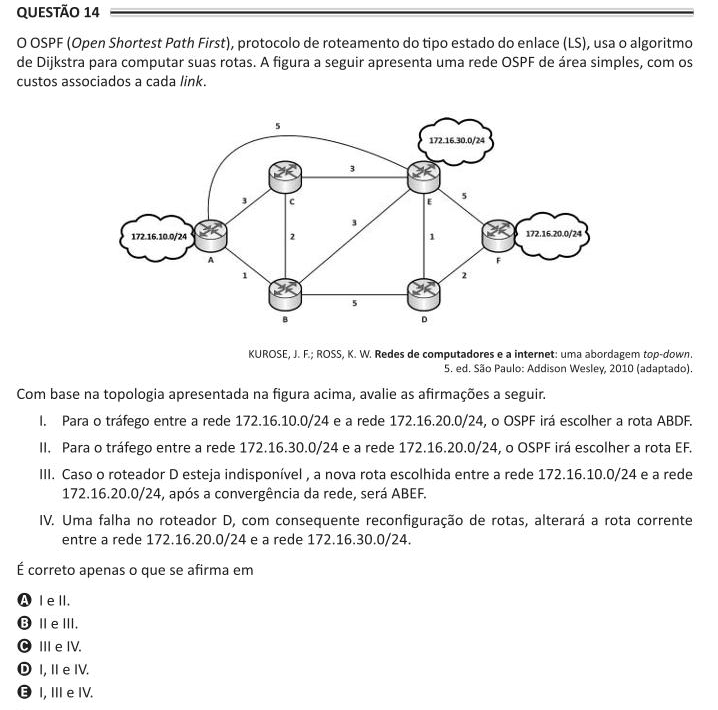 QUESTÃO 14
O OSPF (Open Shortest Path First), protocolo de roteamento do tipo estado do enlace (LS), usa o algoritmo
de Dijkstra para computar suas rotas. A figura a seguir apresenta uma rede OSPF de área simples, com os
custos associados a cada link.
5
172.16.30.0/24
3
C
E
3
5
3
172.16.10.0/24
2
1
172.16.20.0/24
A
F
1
2
5
B
D
KUROSE, J. F.; ROSS, K. W. Redes de computadores e a internet: uma abordagem top-down.
5. ed. São Paulo: Addison Wesley, 2010 (adaptado).
Com base na topologia apresentada na figura acima, avalie as afirmações a seguir.
I. Para o tráfego entre a rede 172.16.10.0/24 e a rede 172.16.20.0/24, o OSPF irá escolher a rota ABDF.
II. Para o tráfego entre a rede 172.16.30.0/24 e a rede 172.16.20.0/24, o OSPF irá escolher a rota EF.
III. Caso o roteador D esteja indisponível , a nova rota escolhida entre a rede 172.16.10.0/24 e a rede
172.16.20.0/24, após a convergência da rede, será ABEF.
IV. Uma falha no roteador D, com consequente reconfiguração de rotas, alterará a rota corrente
entre a rede 172.16.20.0/24 e a rede 172.16.30.0/24.
É correto apenas o que se afirma em
A I e II.
B II e III.
C III e IV.
D I, II e IV.
E I, III e IV.